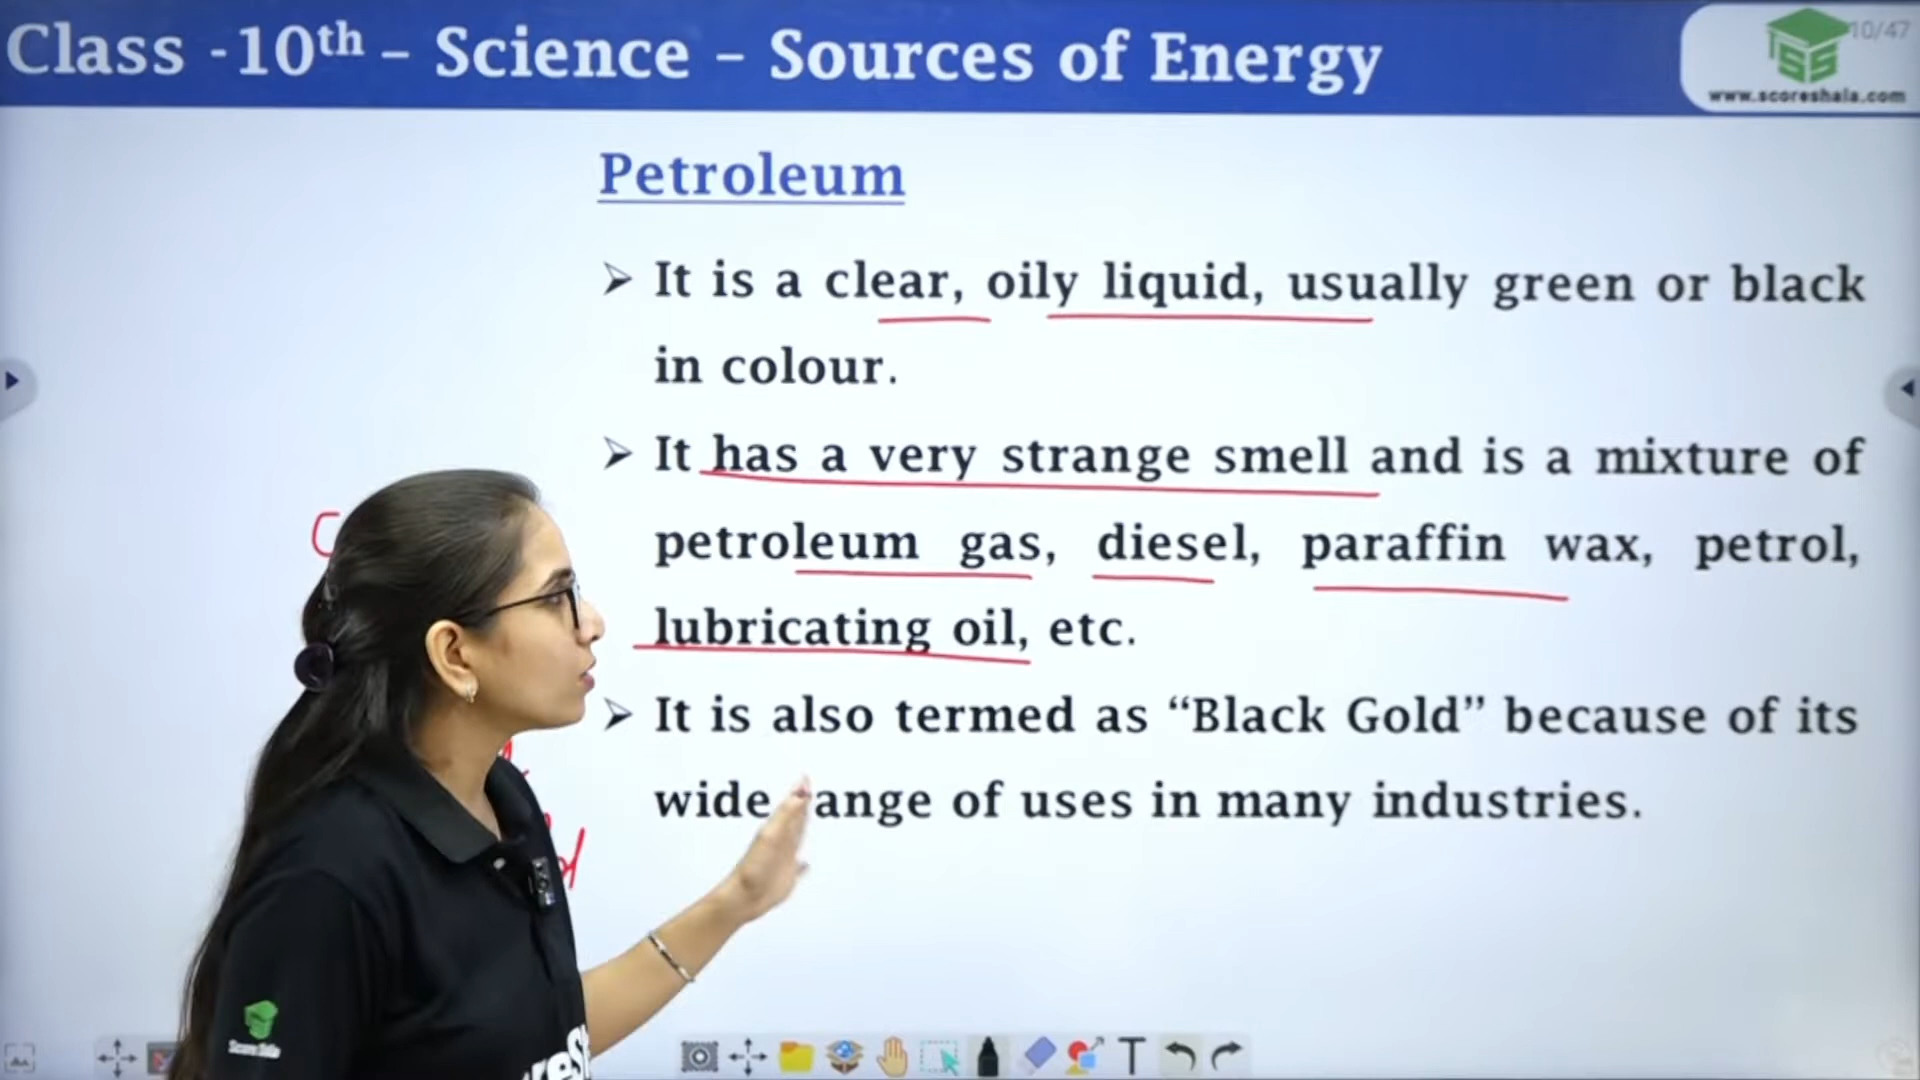 Class -10th – Science – Sources of Energy
10/47
www.scoreshala.com
Petroleum
➢ It is a clear, oily liquid, usually green or black
in colour.
➢ It has a very strange smell and is a mixture of
petroleum gas, diesel, paraffin wax, petrol,
lubricating oil, etc.
➢ It is also termed as “Black Gold” because of its
wide range of uses in many industries.